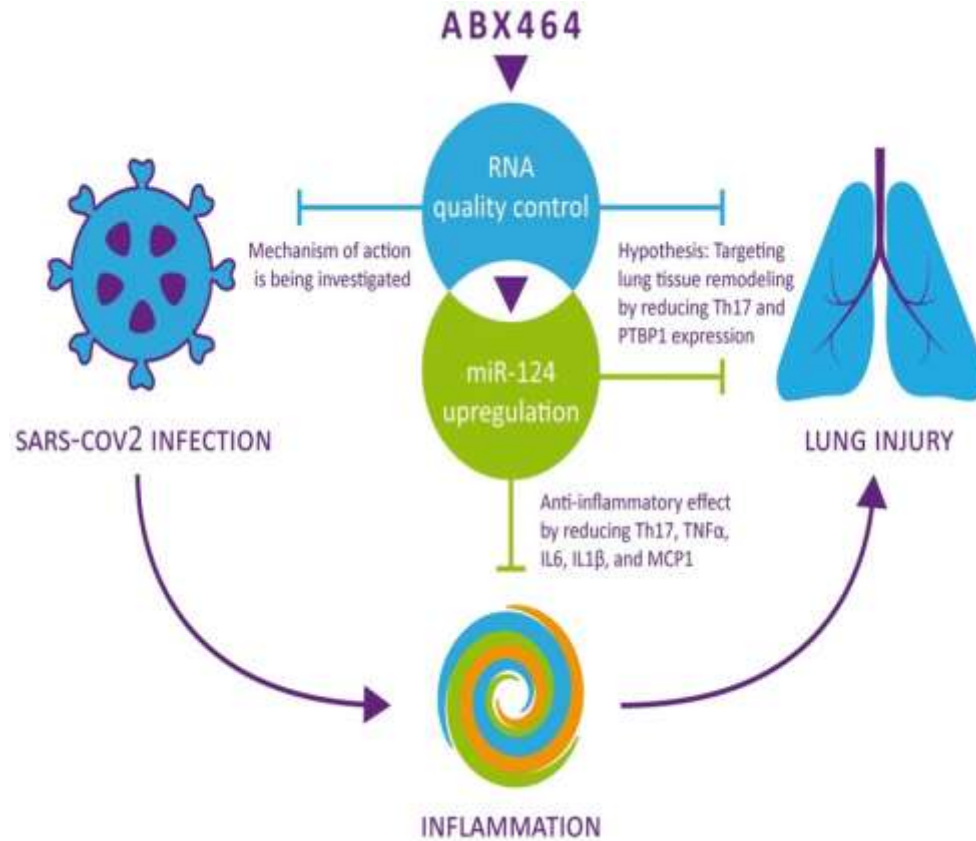 ABX464
RNA
quality control
Mechanism of action
is being investigated
Hypothesis: Targeting
lung tissue remodeling
by reducing Th17 and
PTBP1 expression
miR-124
upregulation
SARS-COV2 INFECTION
LUNG INJURY
Anti-inflammatory effect
by reducing Th17, TNFα,
IL6, IL1β, and MCP1
INFLAMMATION